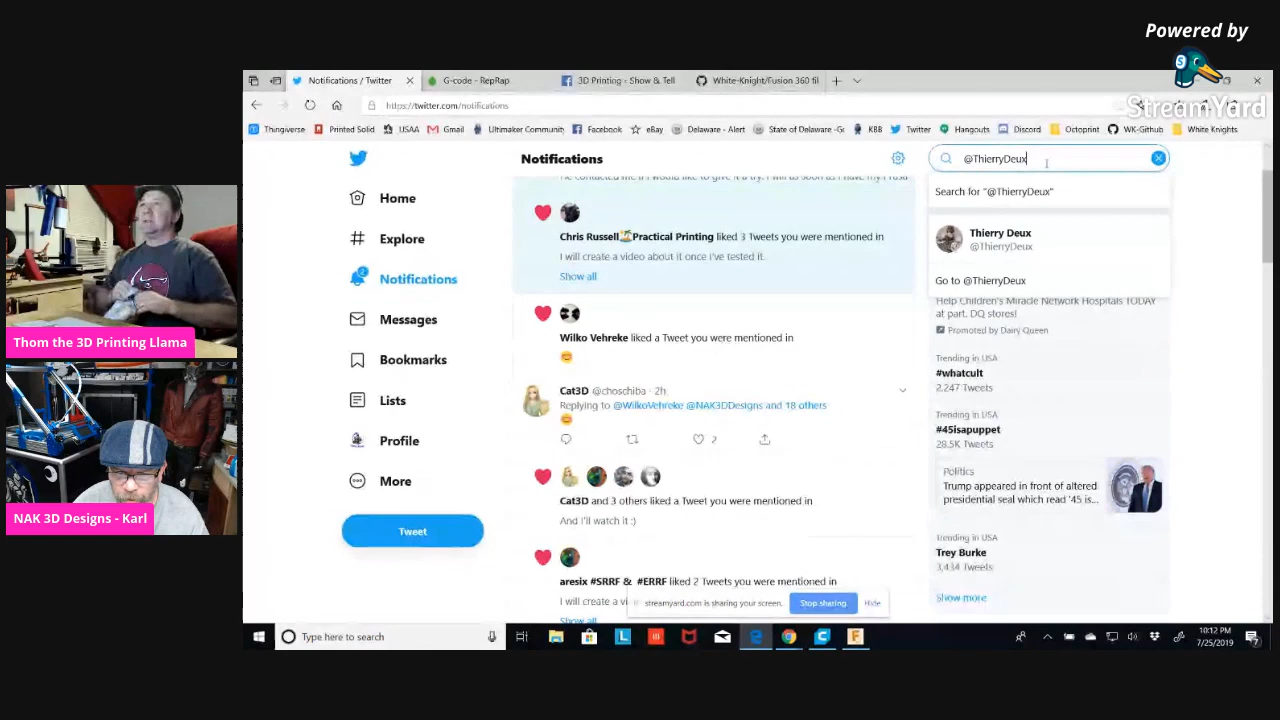 Powered by
StreamYard
Notifications / Twitter
G-code - RepRap
3D Printing - Show & Tell
White-Knight/Fusion 360 fil
https://twitter.com/notifications
Thingiverse
Printed Solid
USAA
Gmail
Ultimaker Community
Facebook
eBay
Delaware - Alert
State of Delaware -Gc
KBB
Twitter
Hangouts
Discord
Octoprint
WK-Github
White Knights
Home
Explore
Notifications
Messages
Bookmarks
Lists
Profile
More
Tweet
Notifications
Chris Russell Practical Printing liked 3 Tweets you were mentioned in
I will create a video about it once i've tested it.
Show all
Wilko Vehreke liked a Tweet you were mentioned in
Cat3D @choschiba · 2h
Replying to @WilkoVehreke @NAK3DDesigns and 18 others
2
Cat3D and 3 others liked a Tweet you were mentioned in
And I'll watch it :)
aresix #SRRF & #ERRF liked 2 Tweets you were mentioned in
I will create a vi
Show all
@ThierryDeux
Search for "@ThierryDeux"
Thierry Deux
@ThierryDeux
Go to @ThierryDeux
Help Children's Miracle Network Hospitals TODAY
at part. DQ stores!
Promoted by Dairy Queen
Trending in USA
#whatcult
2,247 Tweets
Trending in USA
#45isapuppet
28.5K Tweets
Politics
Trump appeared in front of altered
presidential seal which read '45 is...
Trending in USA
Trey Burke
3,434 Tweets
Show more
streamyard.com is sharing your screen.
Stop sharing
Hide
Thom the 3D Printing Llama
NAK 3D Designs - Karl
Type here to search
10:12 PM
7/25/2019